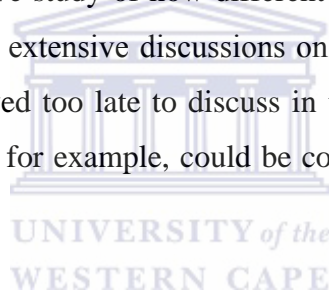 e study of how different
extensive discussions on
ed too late to discuss in
for example, could be co
UNIVERSITY of the
WESTERN CAPE